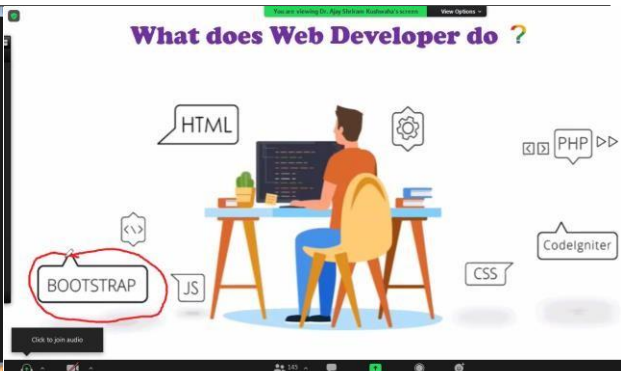 You are viewing Dr. Ajay Shriram Kushwaha's screen
View Options
What does Web Developer do ?
HTML
PHP
CodeIgniter
BOOTSTRAP
JS
CSS
Click to join audio
145